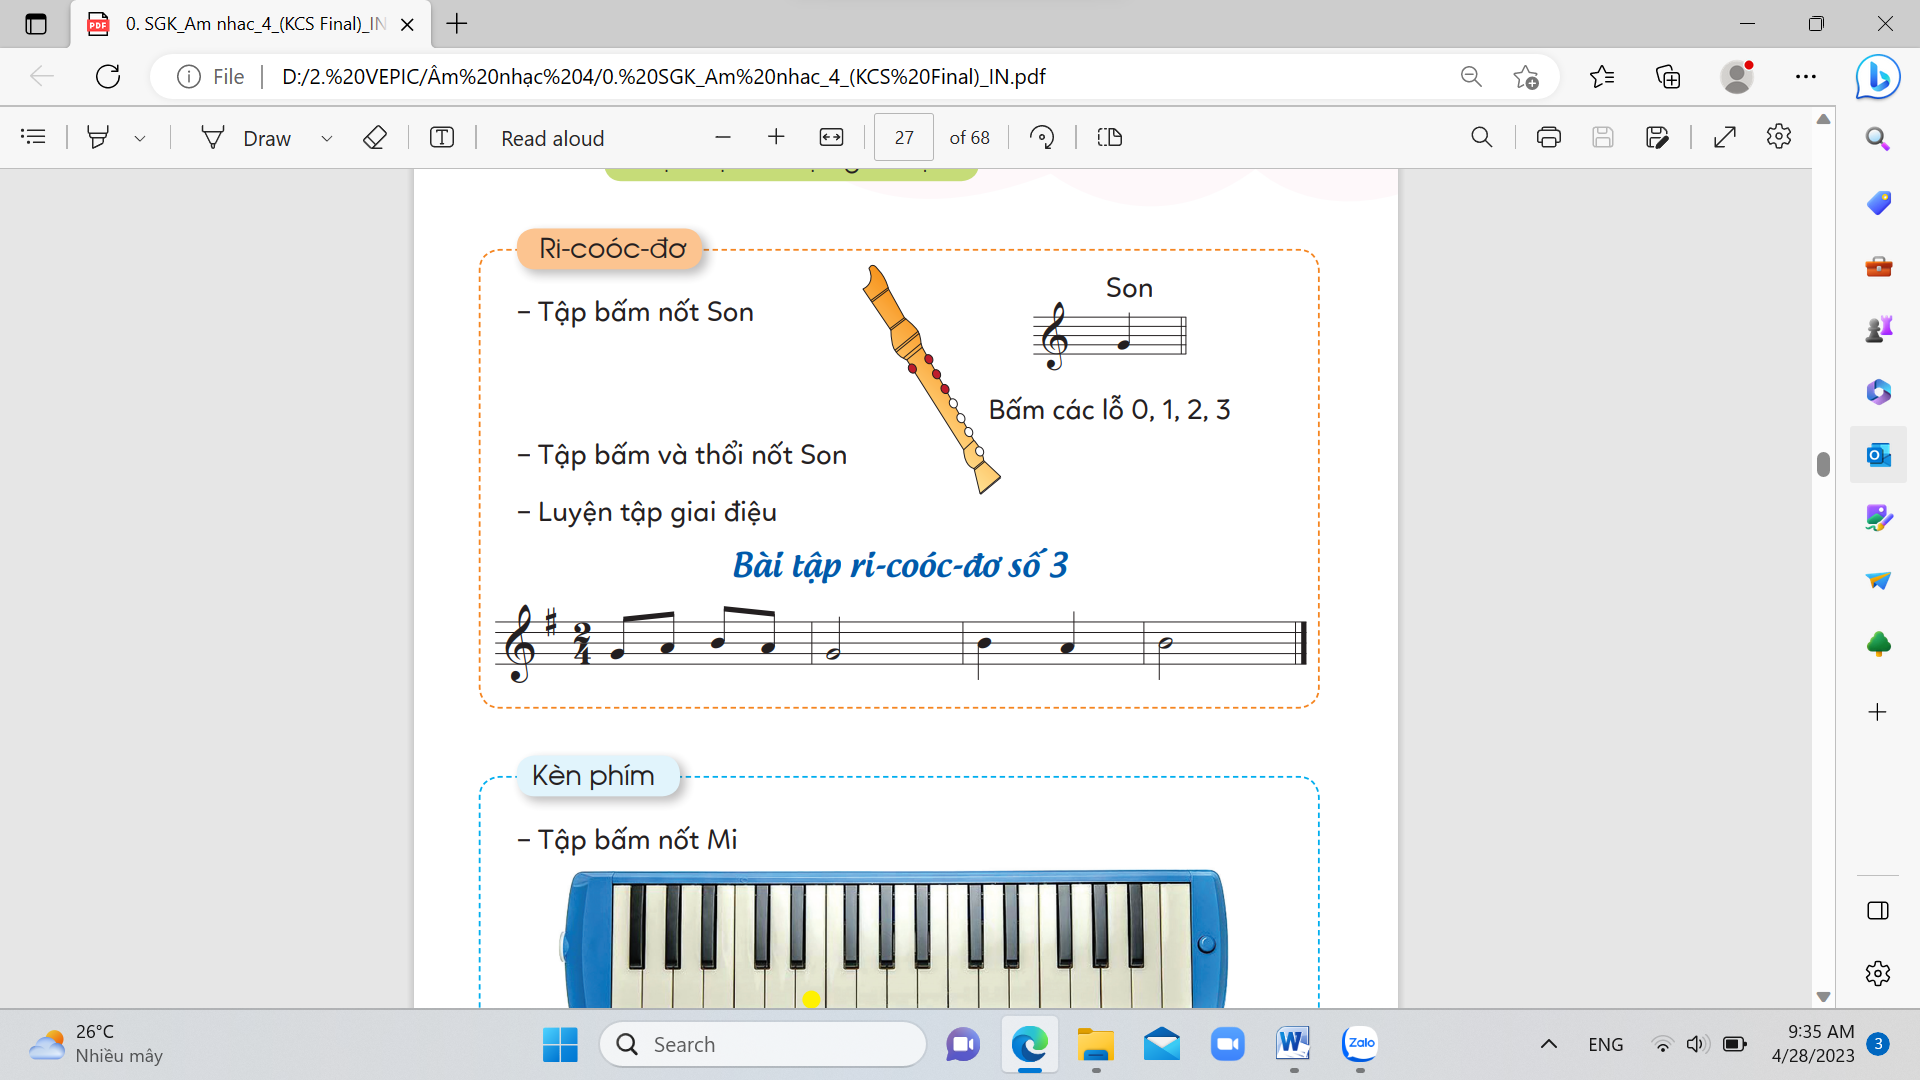 0. SGK_Am nhac_4_(KCS Final)_IN
File
D:/2.%20VEPIC/Âm%20nhạc%204/0.%20SGK_Am%20nhac_4_(KCS%20Final)_IN.pdf
Draw
Read aloud
27
of 68
Ri-coóc-đơ
– Tập bấm nốt Son
Son
Bấm các lỗ 0, 1, 2, 3
– Tập bấm và thổi nốt Son
– Luyện tập giai điệu
Bài tập ri-coóc-đơ số 3
2
4
Kèn phím
– Tập bấm nốt Mi
26°C
Nhiều mây
Search
Zalo
ENG
9:35 AM
4/28/2023
3